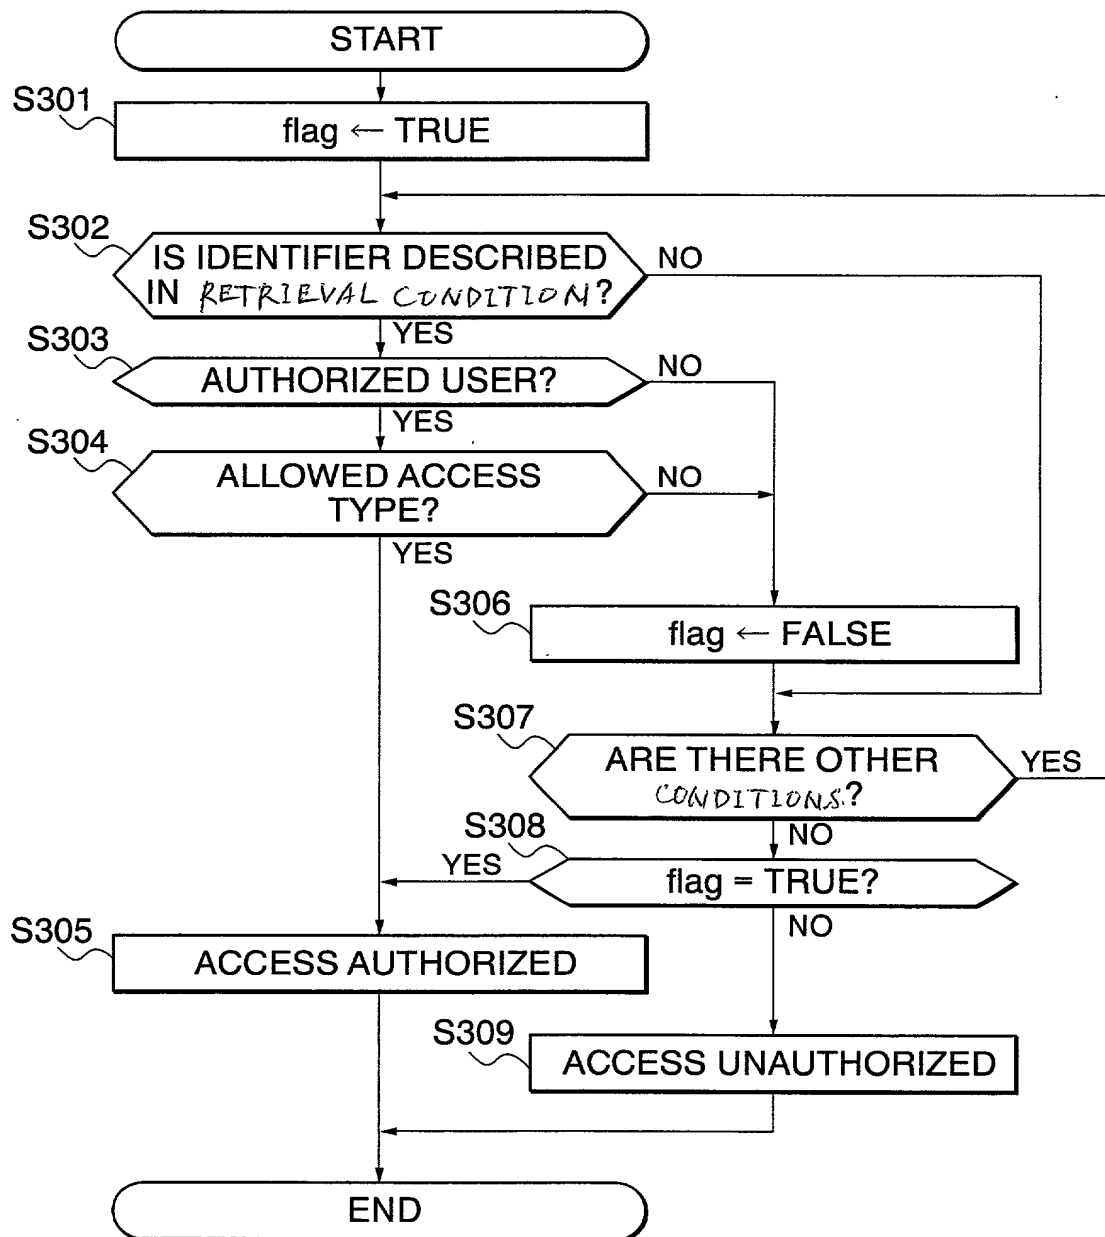 START
S301
flag ← TRUE
S302
IS IDENTIFIER DESCRIBED
IN RETRIEVAL CONDITION?
NO
YES
S303
AUTHORIZED USER?
NO
YES
S304
ALLOWED ACCESS
TYPE?
NO
YES
S306
flag ← FALSE
S307
ARE THERE OTHER
CONDITIONS?
YES
NO
S308
flag = TRUE?
YES
NO
S305
ACCESS AUTHORIZED
S309
ACCESS UNAUTHORIZED
END